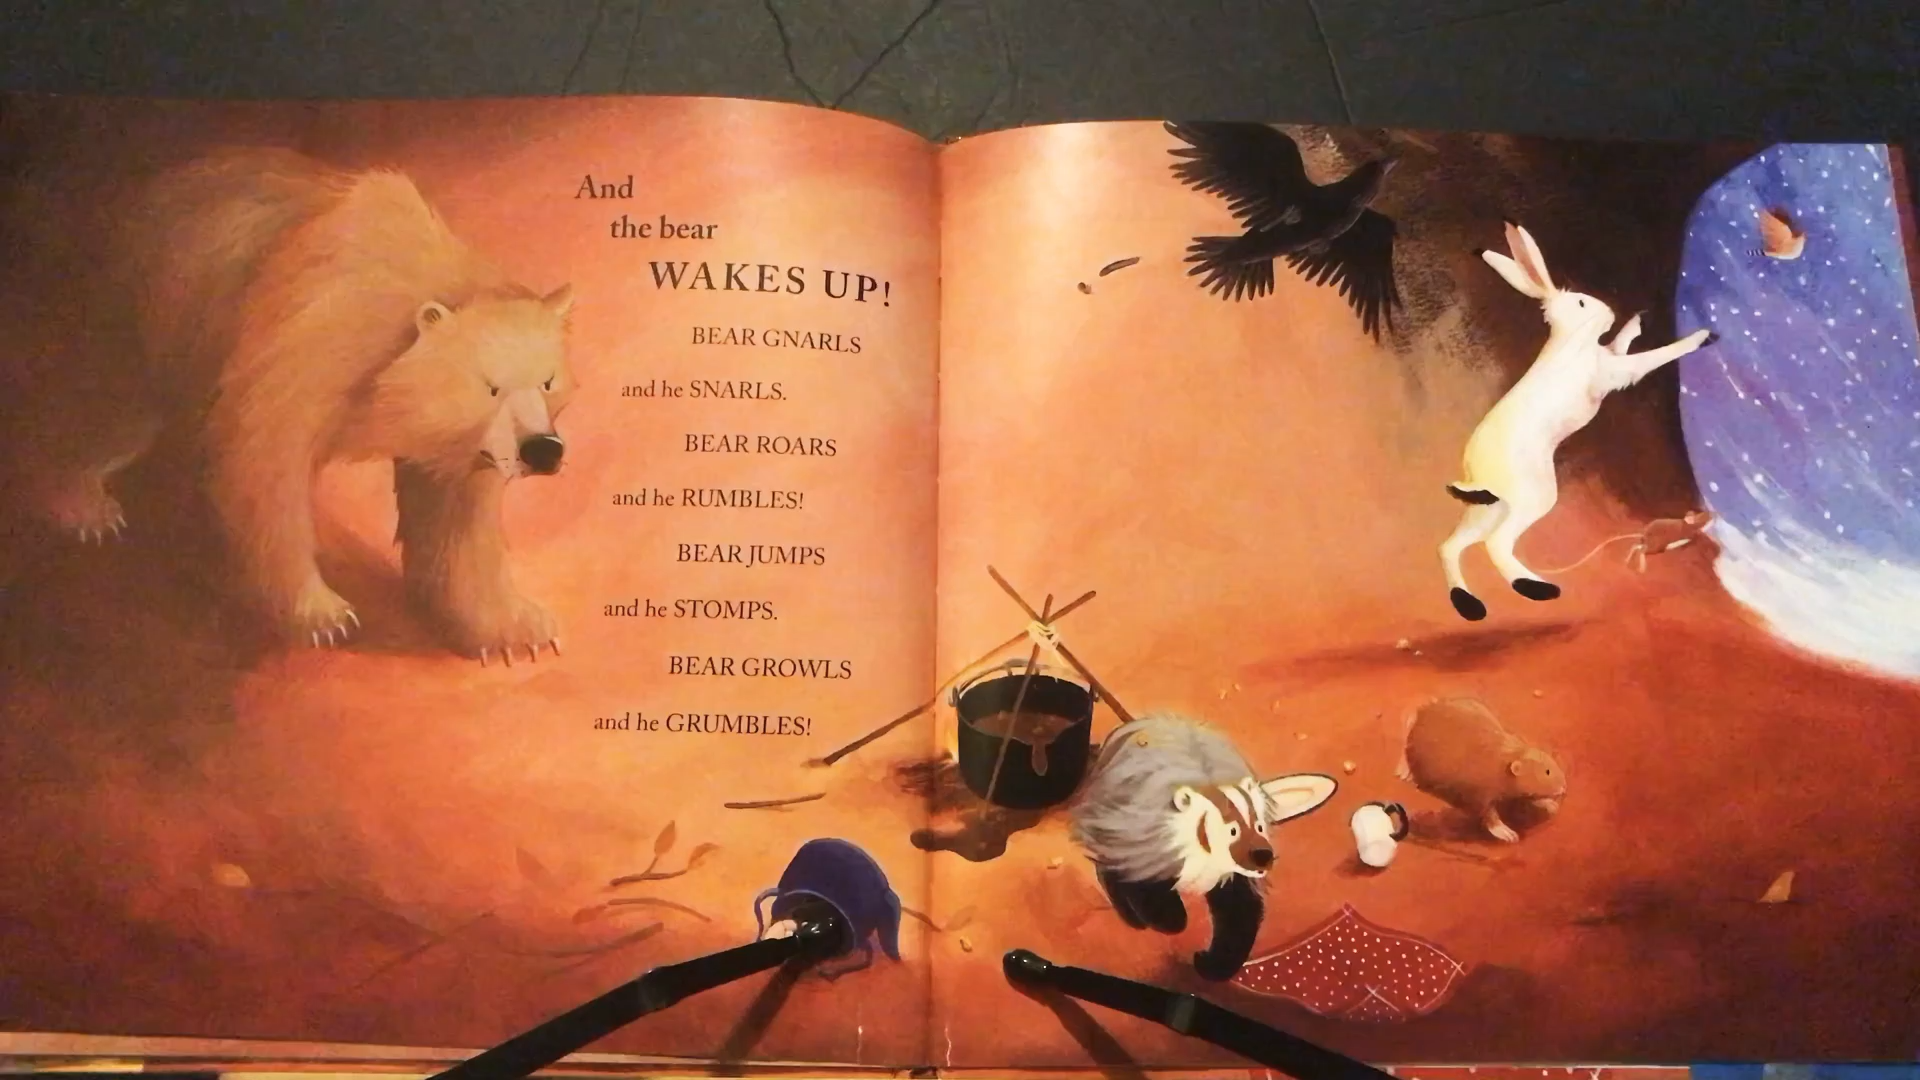 And
the bear
WAKES UP!
BEAR GNARLS
and he SNARLS.
BEAR ROARS
and he RUMBLES!
BEAR JUMPS
and he STOMPS.
BEAR GROWLS
and he GRUMBLES!